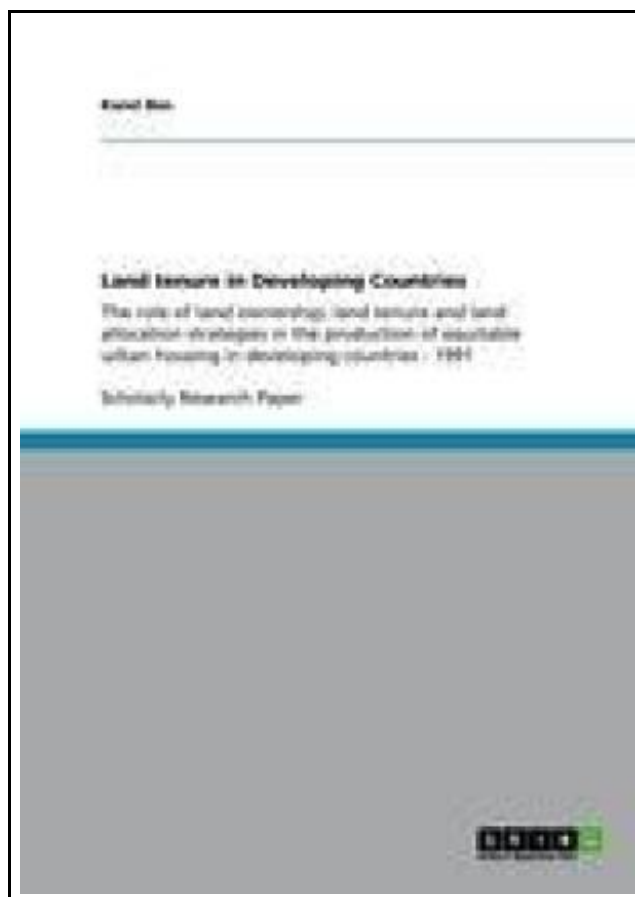 Land tenure in Developing Countries
The role of land ownership, land tenure and land
allocation strategies in the production of equitable
urban housing in developing countries - 1991
Scholarly Research Paper